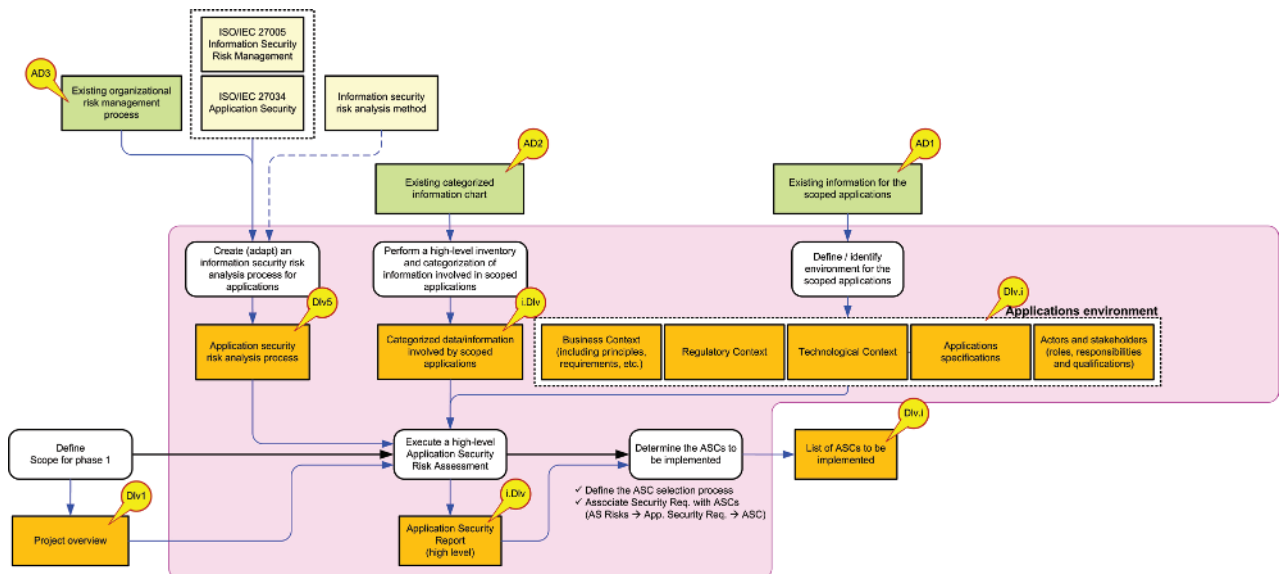 ISO/IEC 27005
Information Security
Risk Management
AD3
Existing organizational
risk management
process
ISO/IEC 27034
Application Security
Information security
risk analysis method
AD2
Existing categorized
information chart
AD1
Existing information for the
scoped applications
Create (adapt) an
information security risk
analysis process for
applications
Perform a high-level inventory
and categorization of
information involved in scoped
applications
Define / identify
environment for the
scoped applications
Dlv5
i.Dlv
Dlv.i
Applications environment
Application security
risk analysis process
Categorized data/information
involved by scoped
applications
Business Context
(including principles,
requirements, etc.)
Regulatory Context
Technological Context
Applications
specifications
Actors and stakeholders
(roles, responsibilities
and qualifications)
Define
Scope for phase 1
Execute a high-level
Application Security
Risk Assessment
Determine the ASCs to
be implemented
Dlv.i
List of ASCs to be
implemented
✓ Define the ASC selection process
✓ Associate Security Req. with ASCs
(AS Risks → App. Security Req. → ASC)
Dlv1
Project overview
i.Dlv
Application Security
Report
(high level)